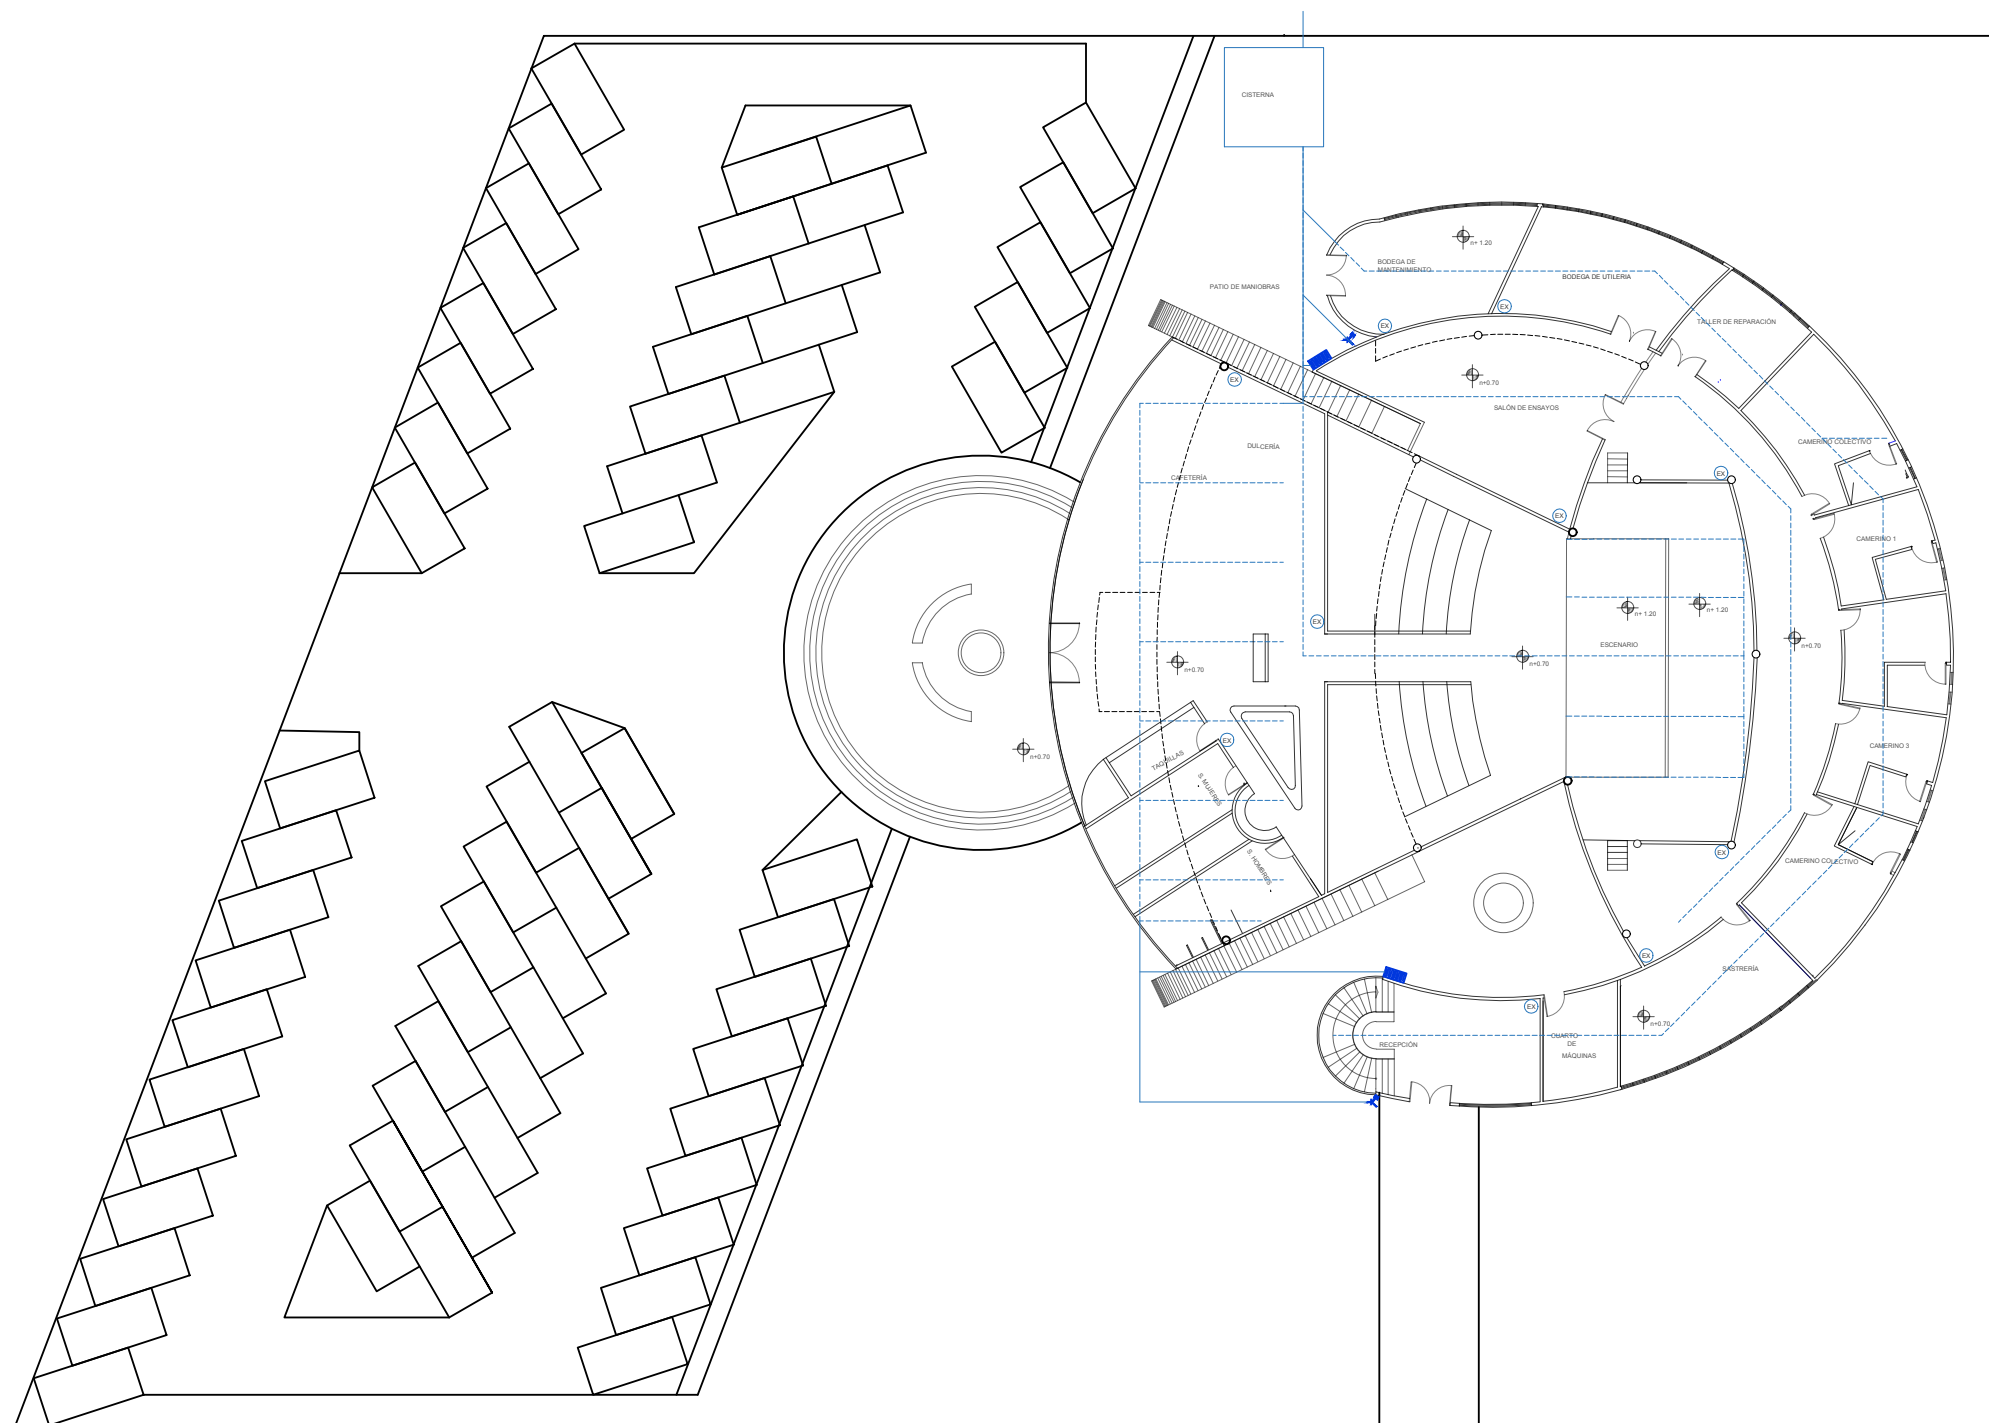 CISTERNA
n+ 1.20
BODEGA DE
MANTENIMIENTO
BODEGA DE UTILERIA
PATIO DE MANIOBRAS
EX
EX
TALLER DE REPARACIÓN
EX
n+0.70
SALÓN DE ENSAYOS
DULCERÍA
CAMERINO COLECTIVO
CAFETERÍA
EX
EX
CAMERINO 1
n+ 1.20
n+ 1.20
EX
ESCENARIO
n+0.70
n+0.70
n+0.70
EX
CAMERINO 3
n+0.70
TAQUILLAS
S. MUJERES
EX
CAMERINO COLECTIVO
S. HOMBRES
EX
SASTRERÍA
EX
n+0.70
CUARTO
DE
MÁQUINAS
RECEPCIÓN